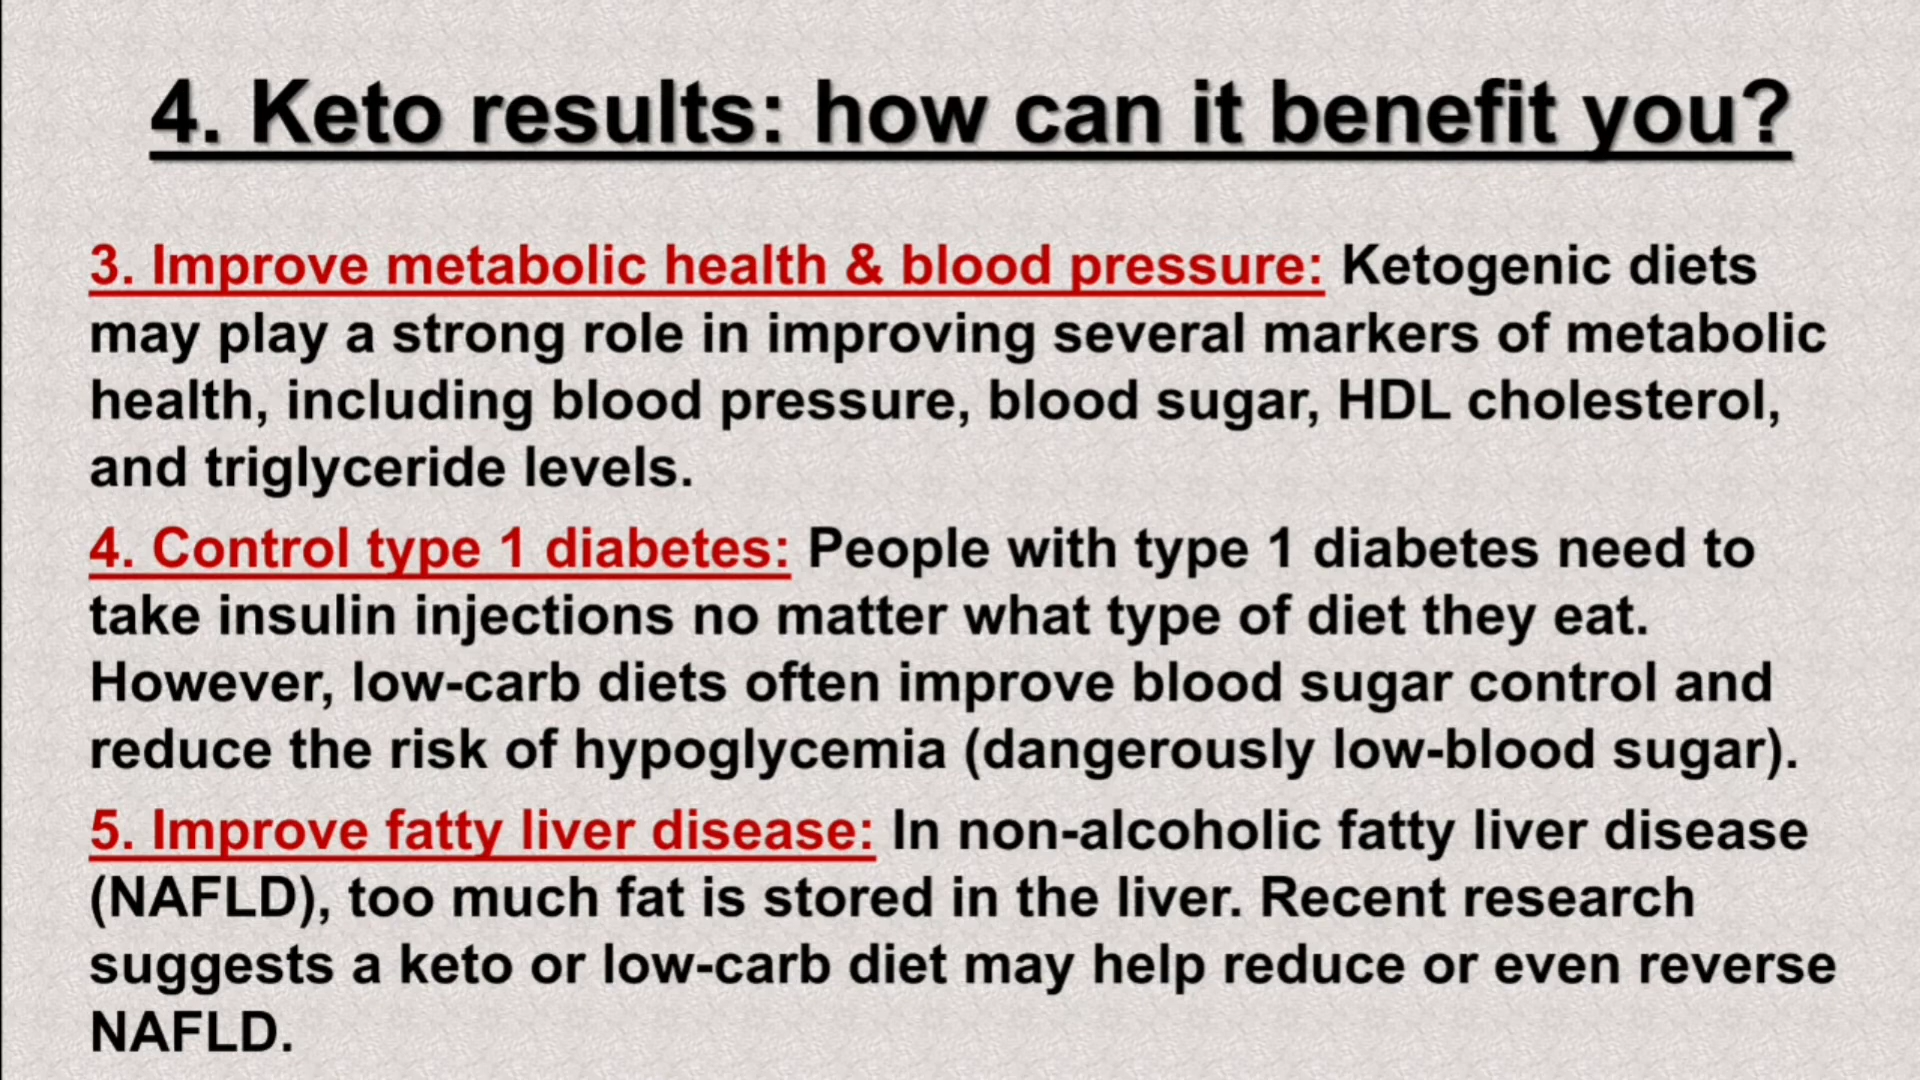 4. Keto results: how can it benefit you?
3. Improve metabolic health & blood pressure: Ketogenic diets
may play a strong role in improving several markers of metabolic
health, including blood pressure, blood sugar, HDL cholesterol,
and triglyceride levels.
4. Control type 1 diabetes: People with type 1 diabetes need to
take insulin injections no matter what type of diet they eat.
However, low-carb diets often improve blood sugar control and
reduce the risk of hypoglycemia (dangerously low-blood sugar).
5. Improve fatty liver disease: In non-alcoholic fatty liver disease
(NAFLD), too much fat is stored in the liver. Recent research
suggests a keto or low-carb diet may help reduce or even reverse
NAFLD.